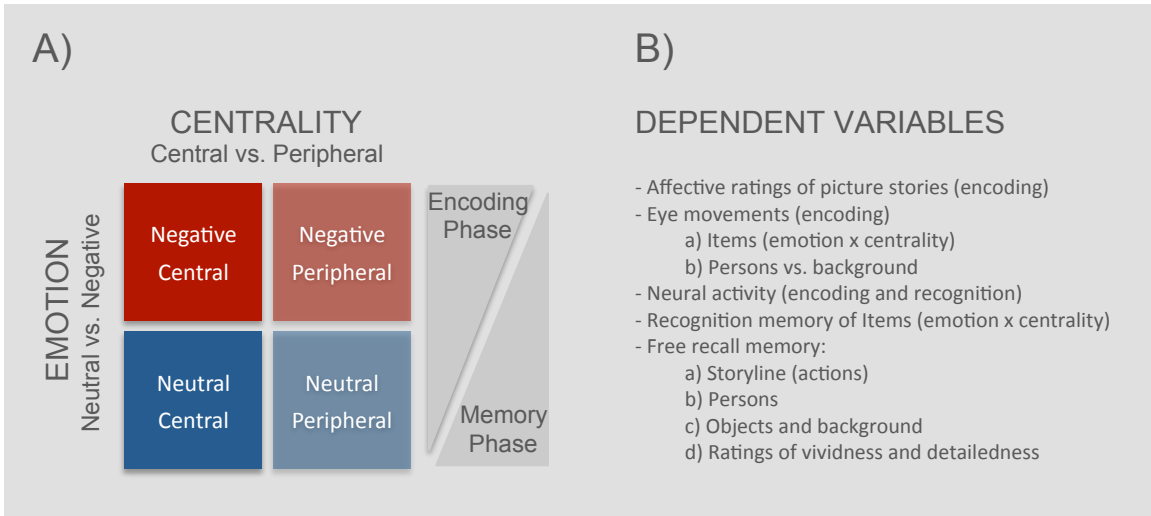 A)
CENTRALITY
Central vs. Peripheral
EMOTION
Neutral vs. Negative
Negative
Central
Negative
Peripheral
Neutral
Central
Neutral
Peripheral
Encoding
Phase
Memory
Phase
B)
DEPENDENT VARIABLES
- Affective ratings of picture stories (encoding)
- Eye movements (encoding)
a) Items (emotion x centrality)
b) Persons vs. background
- Neural activity (encoding and recognition)
- Recognition memory of Items (emotion x centrality)
- Free recall memory:
a) Storyline (actions)
b) Persons
c) Objects and background
d) Ratings of vividness and detailedness